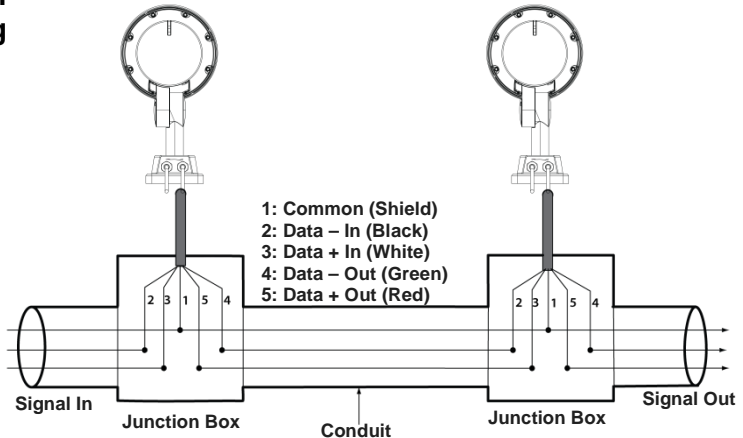 g
1: Common (Shield)
2: Data – In (Black)
3: Data + In (White)
4: Data – Out (Green)
5: Data + Out (Red)
2 3 1 5 4
2 3 1 5 4
Signal In
Junction Box
Conduit
Junction Box
Signal Out